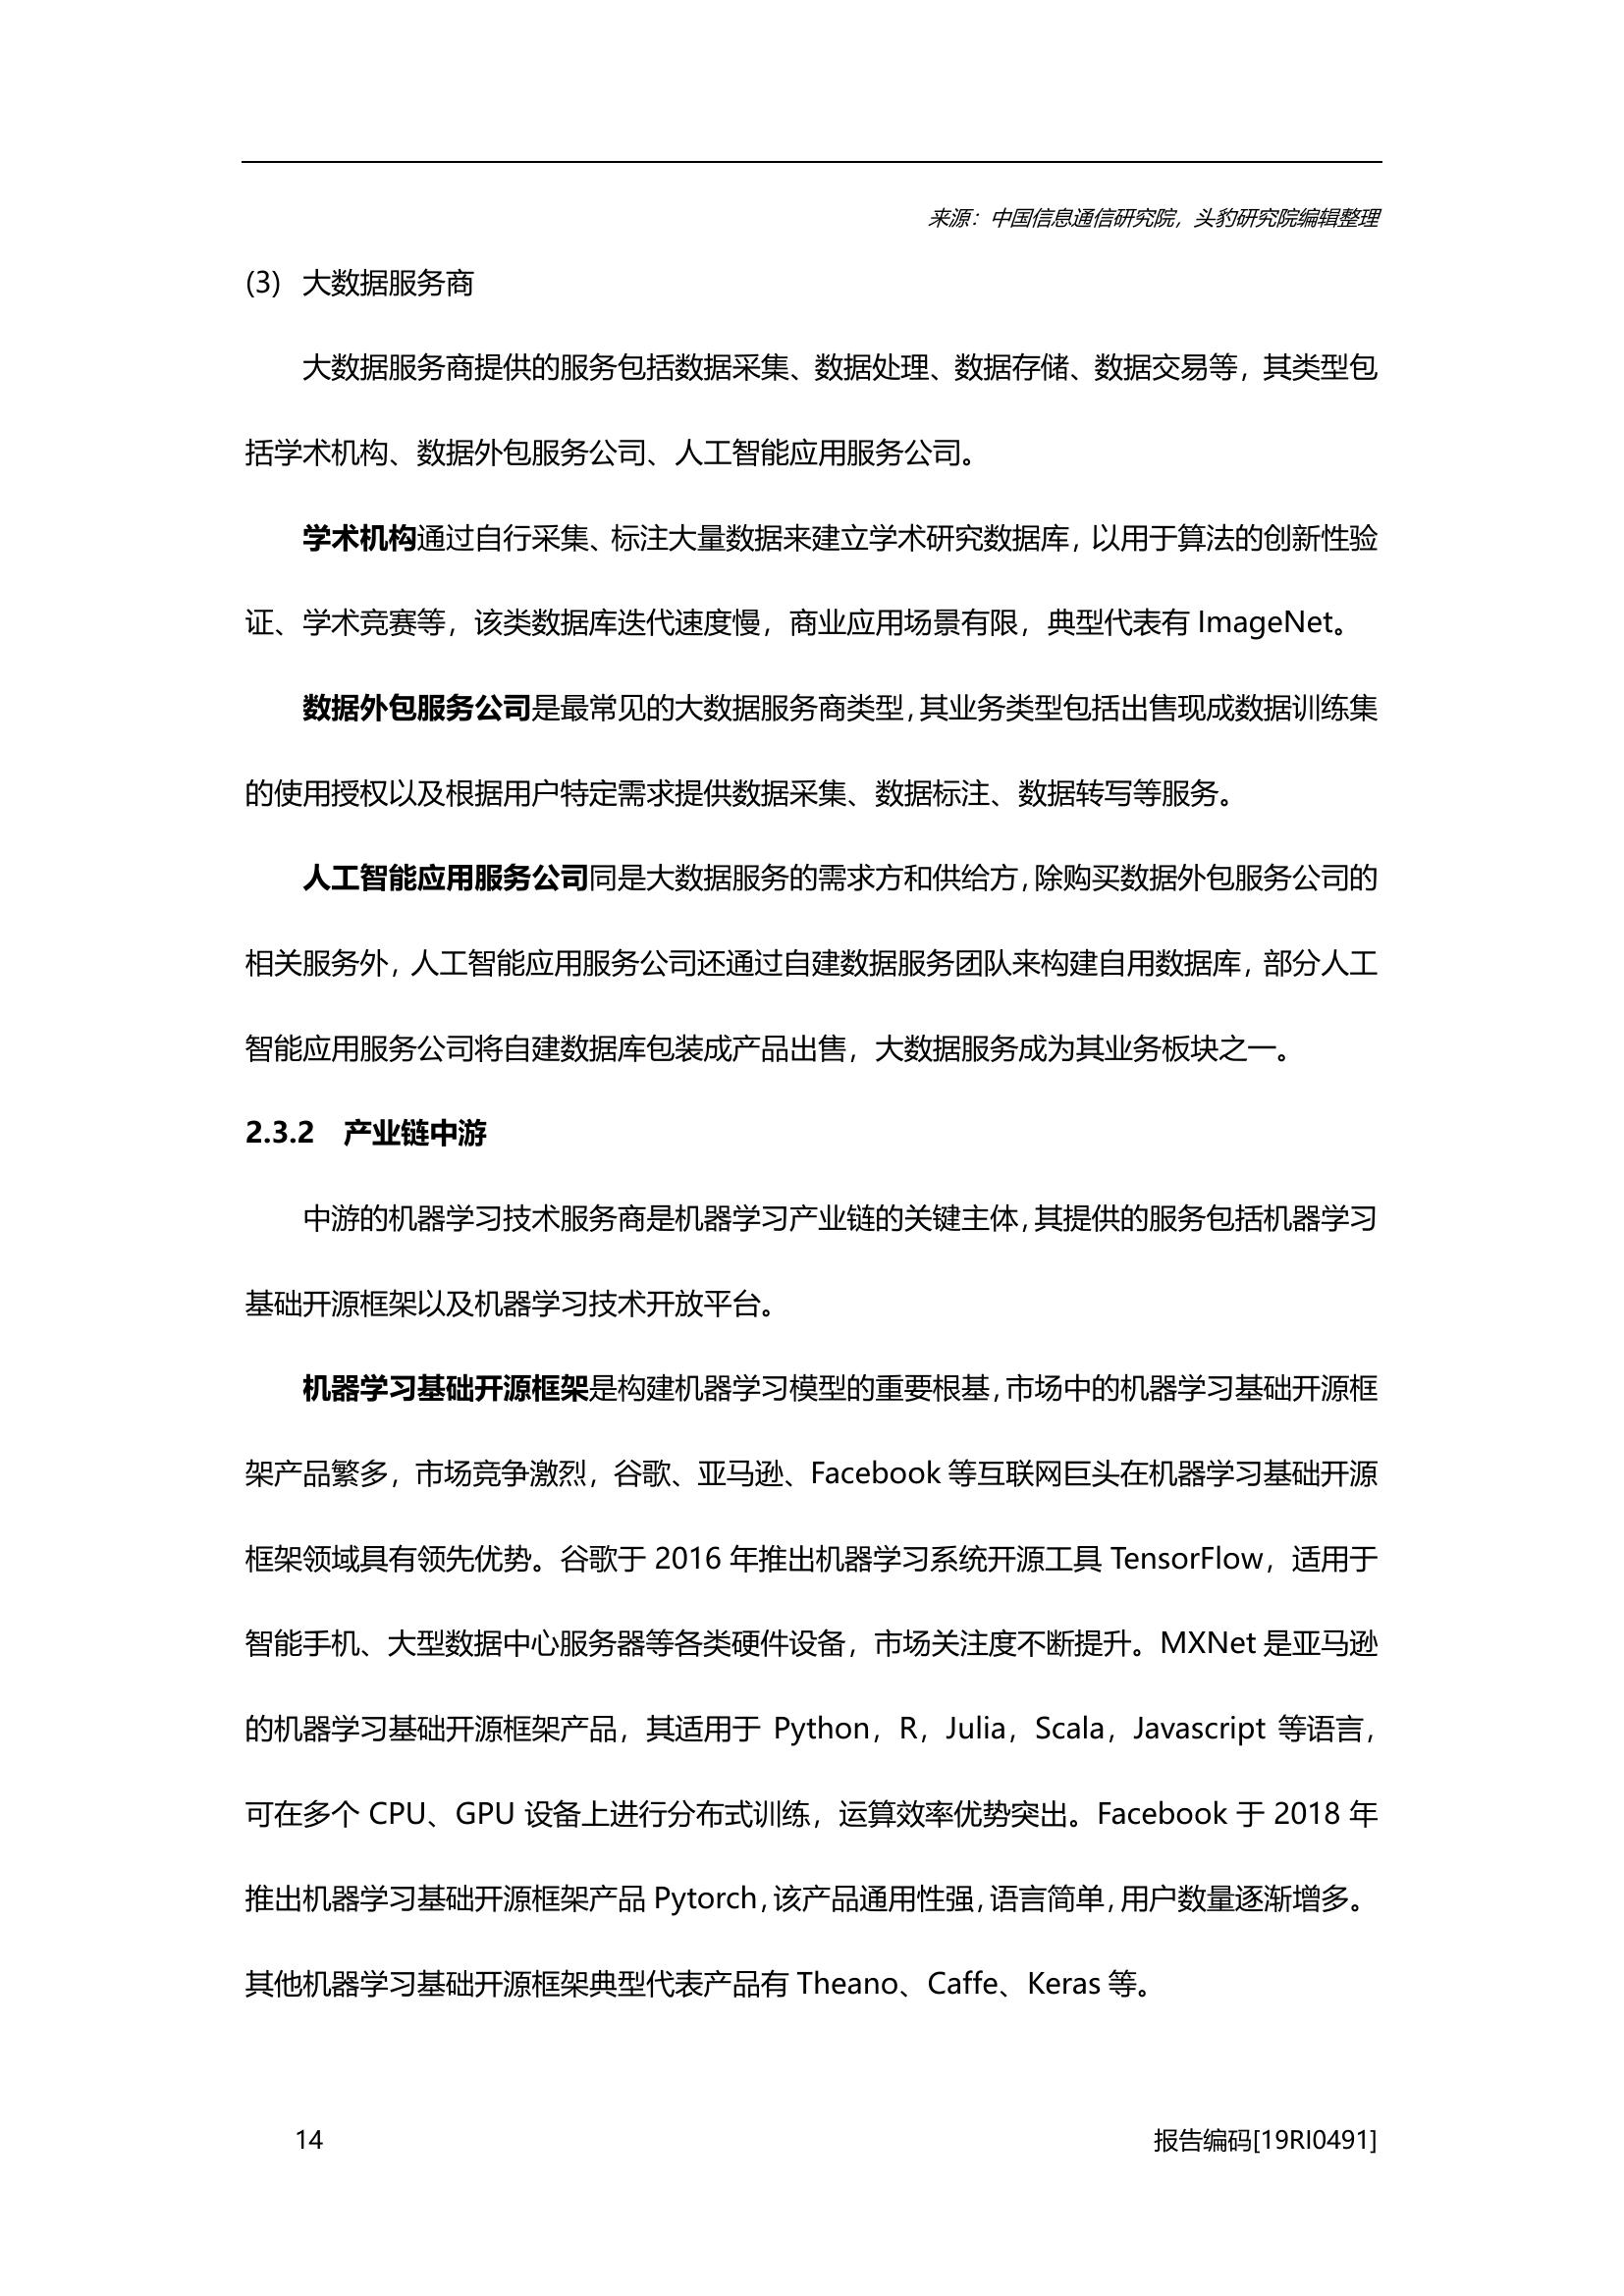 来源：中国信息通信研究院，头豹研究院编辑整理
(3) 大数据服务商
大数据服务商提供的服务包括数据采集、数据处理、数据存储、数据交易等，其类型包
括学术机构、数据外包服务公司、人工智能应用服务公司。
学术机构通过自行采集、标注大量数据来建立学术研究数据库，以用于算法的创新性验
证、学术竞赛等，该类数据库迭代速度慢，商业应用场景有限，典型代表有 ImageNet。
数据外包服务公司是最常见的大数据服务商类型，其业务类型包括出售现成数据训练集
的使用授权以及根据用户特定需求提供数据采集、数据标注、数据转写等服务。
人工智能应用服务公司同是大数据服务的需求方和供给方，除购买数据外包服务公司的
相关服务外，人工智能应用服务公司还通过自建数据服务团队来构建自用数据库，部分人工
智能应用服务公司将自建数据库包装成产品出售，大数据服务成为其业务板块之一。
2.3.2 产业链中游
中游的机器学习技术服务商是机器学习产业链的关键主体，其提供的服务包括机器学习
基础开源框架以及机器学习技术开放平台。
机器学习基础开源框架是构建机器学习模型的重要根基，市场中的机器学习基础开源框
架产品繁多，市场竞争激烈，谷歌、亚马逊、Facebook 等互联网巨头在机器学习基础开源
框架领域具有领先优势。谷歌于 2016 年推出机器学习系统开源工具 TensorFlow，适用于
智能手机、大型数据中心服务器等各类硬件设备，市场关注度不断提升。MXNet 是亚马逊
的机器学习基础开源框架产品，其适用于 Python，R，Julia，Scala，Javascript 等语言，
可在多个 CPU、GPU 设备上进行分布式训练，运算效率优势突出。Facebook 于 2018 年
推出机器学习基础开源框架产品 Pytorch，该产品通用性强，语言简单，用户数量逐渐增多。
其他机器学习基础开源框架典型代表产品有 Theano、Caffe、Keras 等。
14 报告编码[19RI0491]